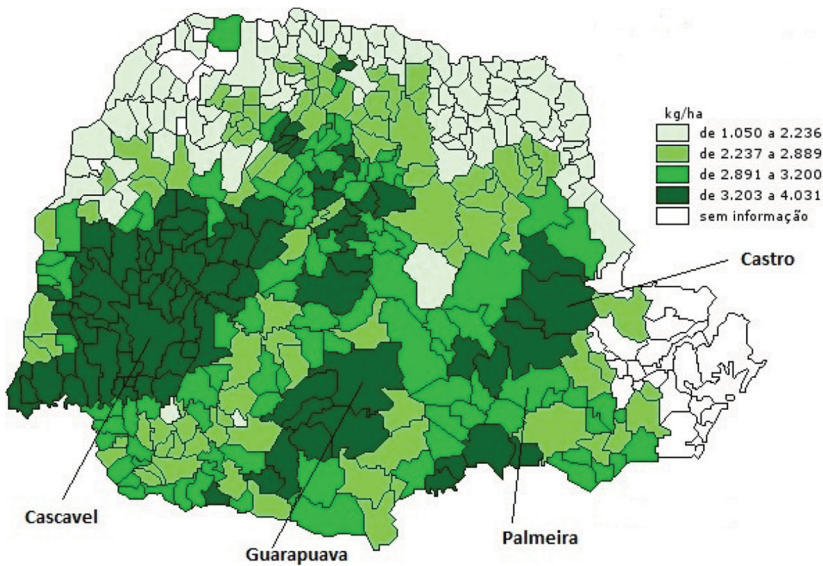 kg/ha
de 1.050 a 2.236
de 2.237 a 2.889
de 2.891 a 3.200
de 3.203 a 4.031
sem informação
Castro
Cascavel
Guarapuava
Palmeira